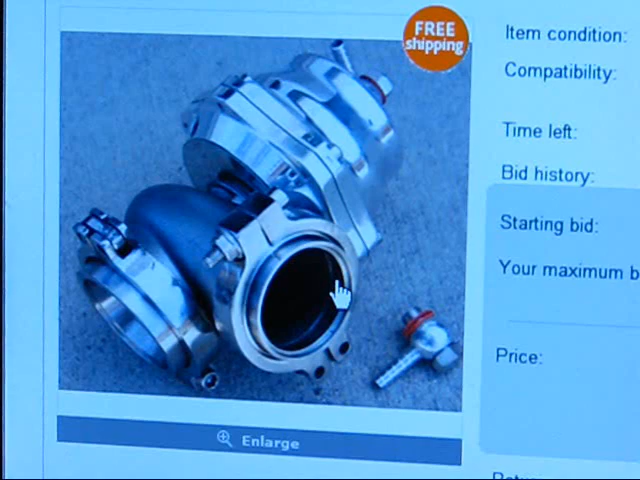 FREE
shipping
Item condition:
Compatibility:
Time left:
Bid history:
Starting bid:
Your maximum b
Price:
Enlarge